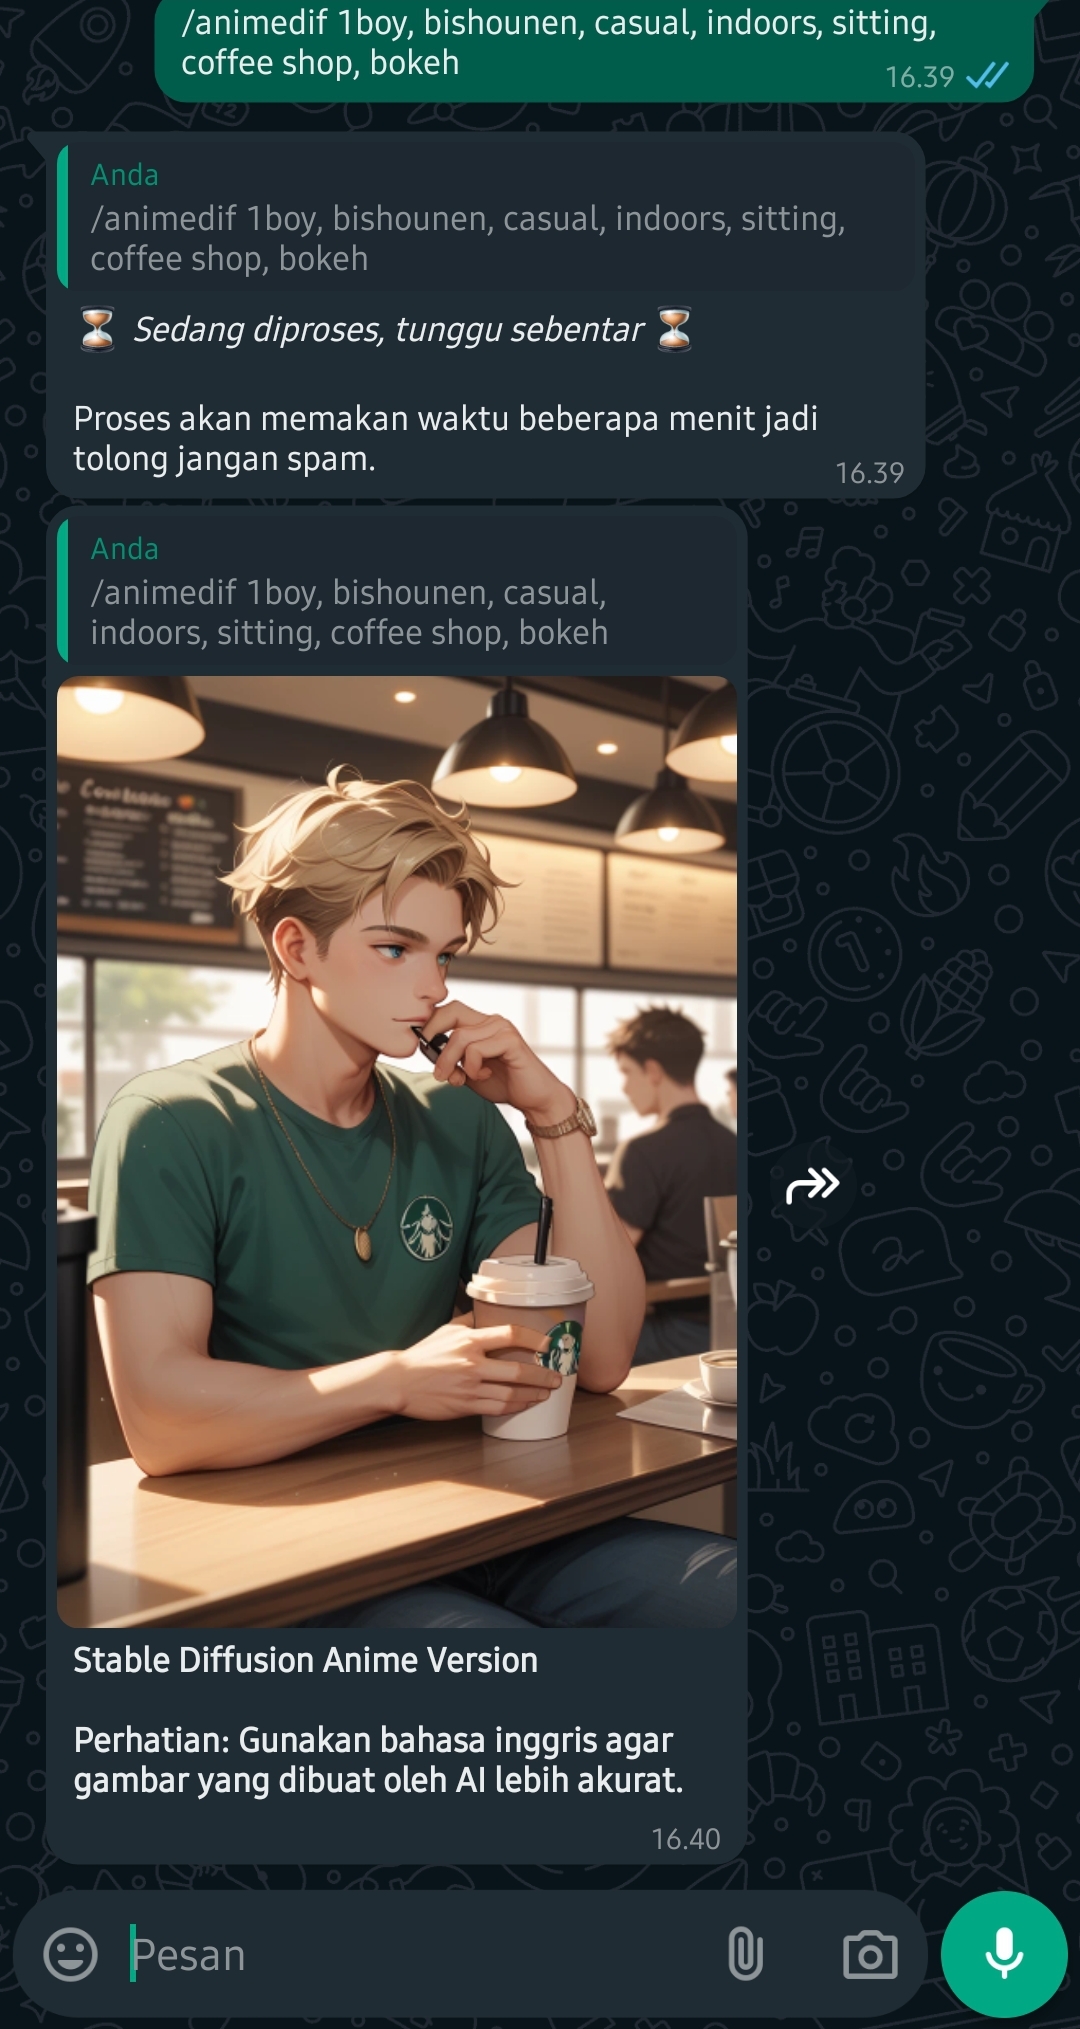 /animedif 1boy, bishounen, casual, indoors, sitting,
coffee shop, bokeh
16.39
Anda
/animedif 1boy, bishounen, casual, indoors, sitting,
coffee shop, bokeh
⏳ Sedang diproses, tunggu sebentar ⏳
Proses akan memakan waktu beberapa menit jadi
tolong jangan spam.
16.39
Anda
/animedif 1boy, bishounen, casual,
indoors, sitting, coffee shop, bokeh
Stable Diffusion Anime Version
Perhatian: Gunakan bahasa inggris agar
gambar yang dibuat oleh AI lebih akurat.
16.40
Pesan